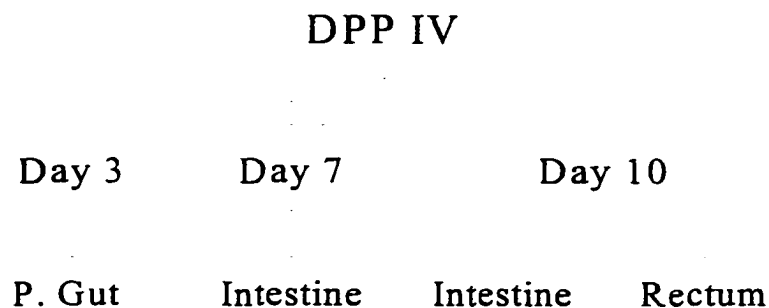 DPP IV
Day 3 Day 7 Day 10
P. Gut Intestine Intestine Rectum